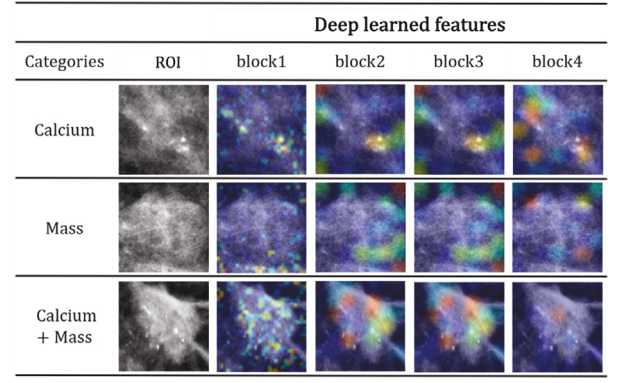 Deep learned features
Categories ROI block1 block2 block3 block4
Calcium
Mass
Calcium
+ Mass